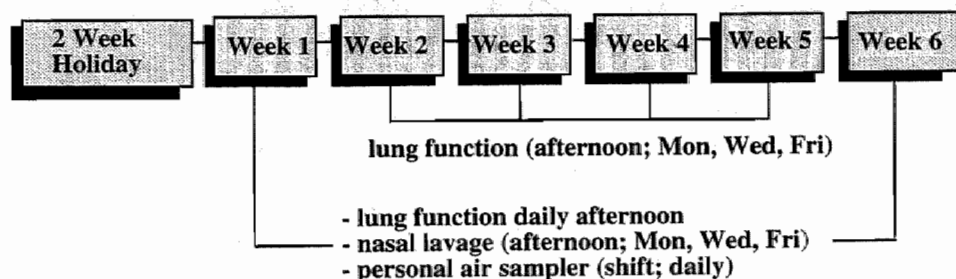 2 Week
Holiday
Week 1
Week 2
Week 3
Week 4
Week 5
Week 6
lung function (afternoon; Mon, Wed, Fri)
- lung function daily afternoon
- nasal lavage (afternoon; Mon, Wed, Fri)
- personal air sampler (shift; daily)